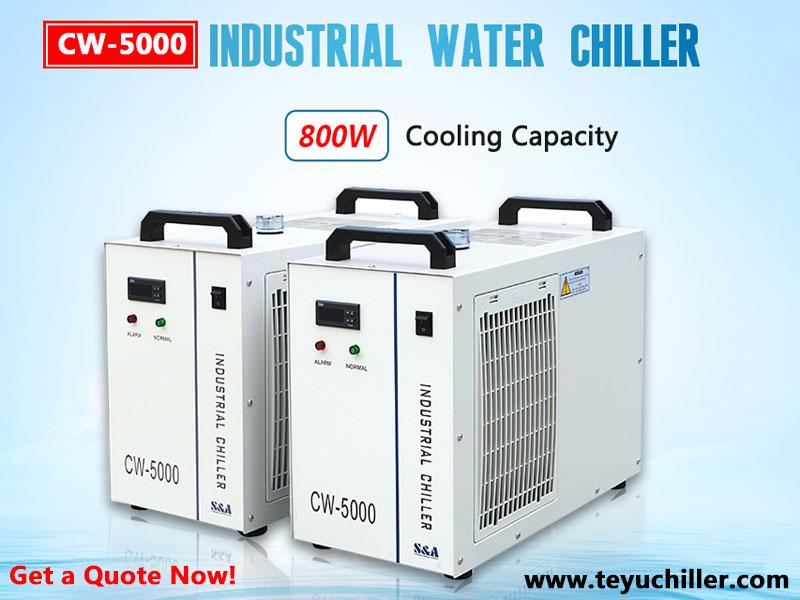 CW-5000 INDUSTRIAL WATER CHILLER
800W Cooling Capacity
ALARM NORMAL
INDUSTRIAL CHILLER
CW-5000
S&A
ALARM NORMAL
INDUSTRIAL CHILLER
CW-5000
S&A
Get a Quote Now!
www.teyuchiller.com